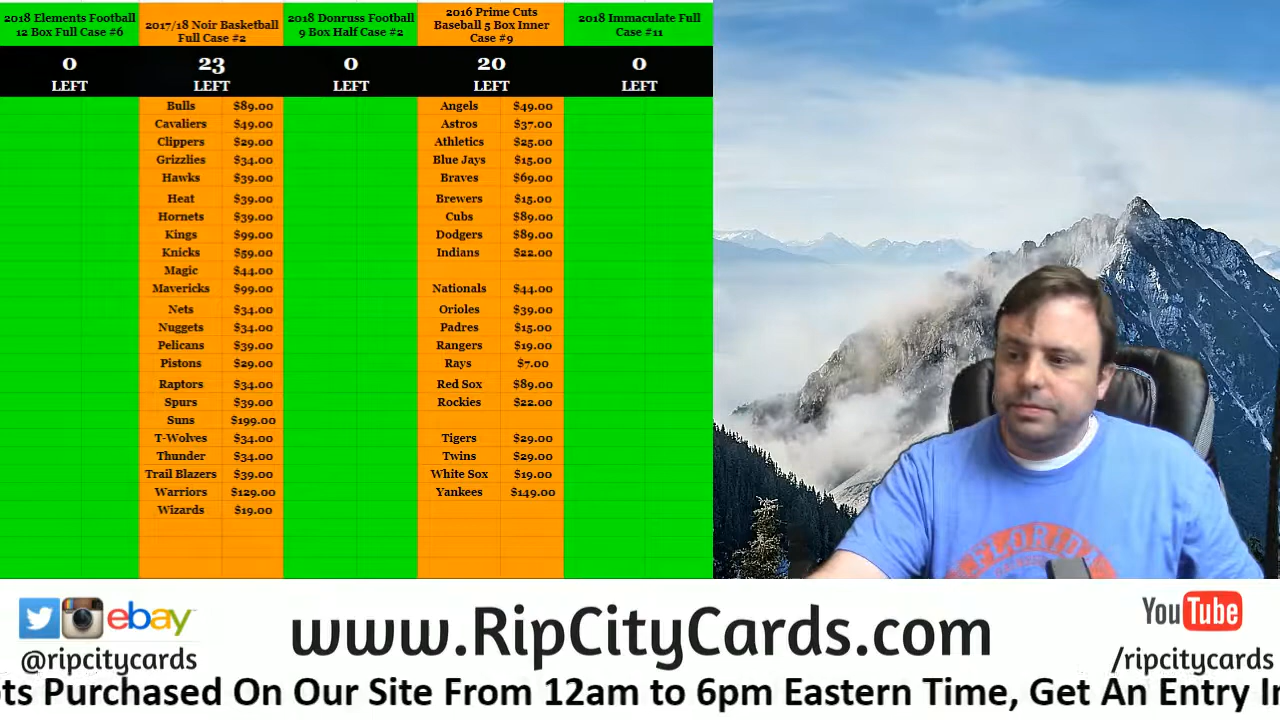 2018 Elements Football
12 Box Full Case #6
2017/18 Noir Basketball
Full Case #2
2018 Donruss Football
9 Box Half Case #2
2016 Prime Cuts
Baseball 5 Box Inner
Case #9
2018 Immaculate Full
Case #11
0
LEFT
23
LEFT
0
LEFT
20
LEFT
0
LEFT
Bulls $89.00
Cavaliers $49.00
Clippers $29.00
Grizzlies $34.00
Hawks $39.00
Heat $39.00
Hornets $39.00
Kings $99.00
Knicks $59.00
Magic $44.00
Mavericks $99.00
Nets $34.00
Nuggets $34.00
Pelicans $39.00
Pistons $29.00
Raptors $34.00
Spurs $39.00
Suns $199.00
T-Wolves $34.00
Thunder $34.00
Trail Blazers $39.00
Warriors $129.00
Wizards $19.00
Angels $49.00
Astros $37.00
Athletics $25.00
Blue Jays $15.00
Braves $69.00
Brewers $15.00
Cubs $89.00
Dodgers $89.00
Indians $22.00
Nationals $44.00
Orioles $39.00
Padres $15.00
Rangers $19.00
Rays $7.00
Red Sox $89.00
Rockies $22.00
Tigers $29.00
Twins $29.00
White Sox $19.00
Yankees $149.00
FLORIDA
ebay
@ripcitycards
www.RipCityCards.com
YouTube
/ripcitycards
ots Purchased On Our Site From 12am to 6pm Eastern Time, Get An Entry In